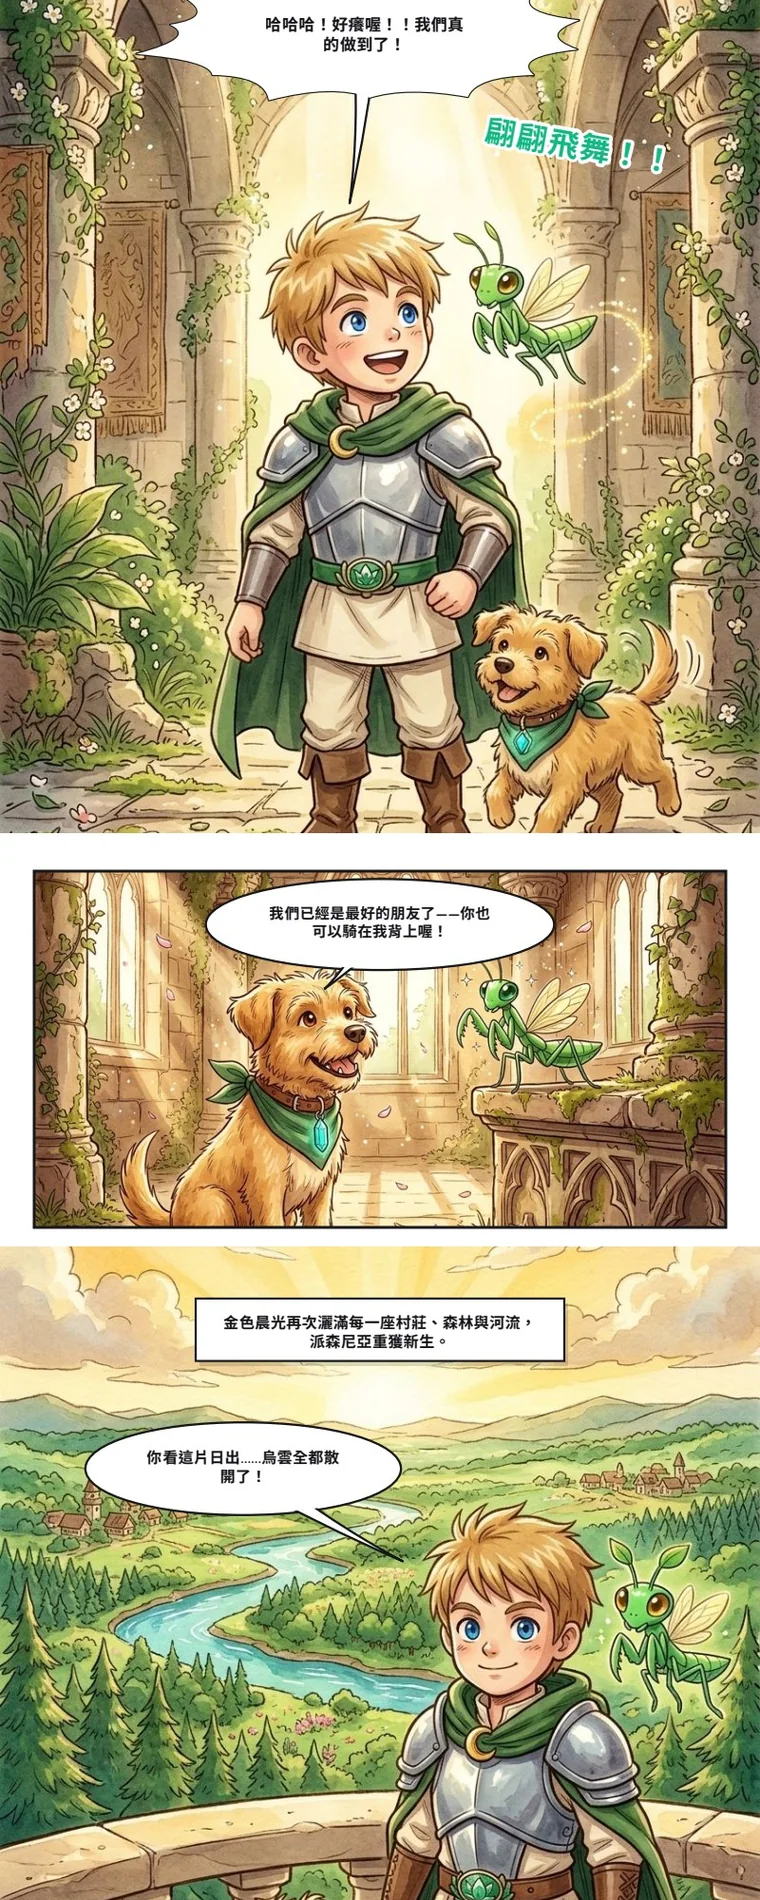 哈哈哈！好癢喔！！我們真
的做到了！
翩翩飛舞！！
我們已經是最好的朋友了——你也
可以騎在我背上喔！
金色晨光再次灑滿每一座村莊、森林與河流，
派森尼亞重獲新生。
你看這片日出……烏雲全都散
開了！